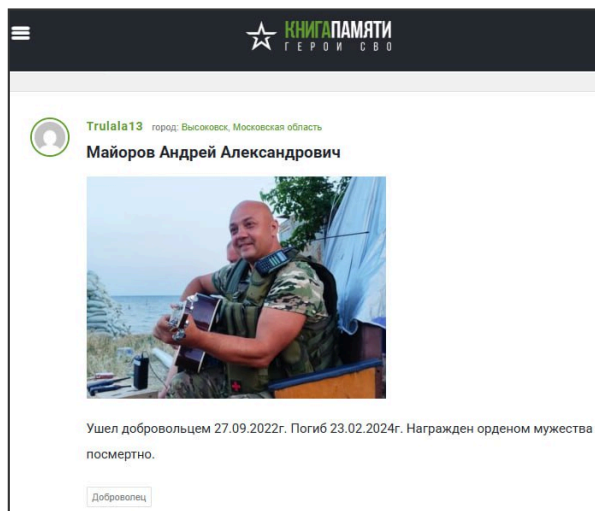 КНИГАПАМЯТИ
ГЕРОИ СВО
Trulala13 город: Высоковск, Московская область
Майоров Андрей Александрович
Ушел добровольцем 27.09.2022г. Погиб 23.02.2024г. Награжден орденом мужества
посмертно.
Доброволец